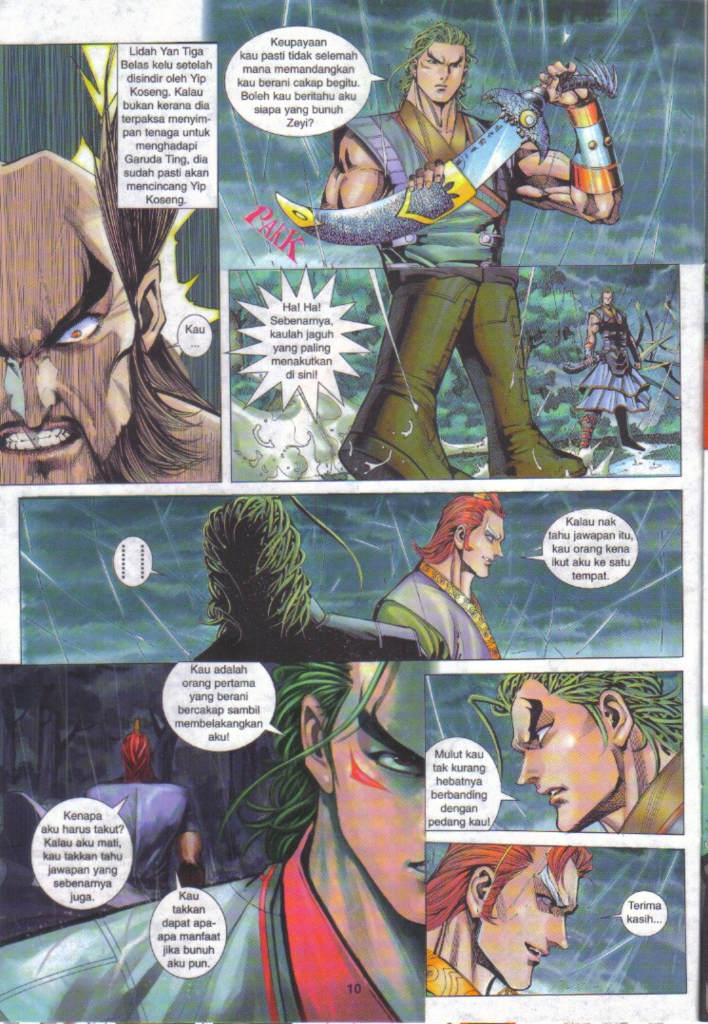 Lidah Yan Tiga
Belas kelu setelah
disindir oleh Yip
Koseng. Kalau
bukan kerana dia
terpaksa menyim-
pan tenaga untuk
menghadapi
Garuda Ting, dia
sudah pasti akan
mencincang Yip
Koseng.
Kau
...
Keupayaan
kau pasti tidak selemah
mana memandangkan
kau berani cakap begitu.
Boleh kau beritahu aku
siapa yang bunuh
Zeyi?
PAKK
Ha! Ha!
Sebenarnya,
kaulah jaguh
yang paling
menakutkan
di sini!
Kalau nak
tahu jawapan itu,
kau orang kena
ikut aku ke satu
tempat.
Kau adalah
orang pertama
yang berani
bercakap sambil
membelakangkan
aku!
Kenapa
aku harus takut?
Kalau aku mati,
kau takkan tahu
jawapan yang
sebenarnya
juga.
Kau
takkan
dapat apa-
apa manfaat
jika bunuh
aku pun.
Mulut kau
tak kurang
hebatnya
berbanding
dengan
pedang kau!
Terima
kasih...
10